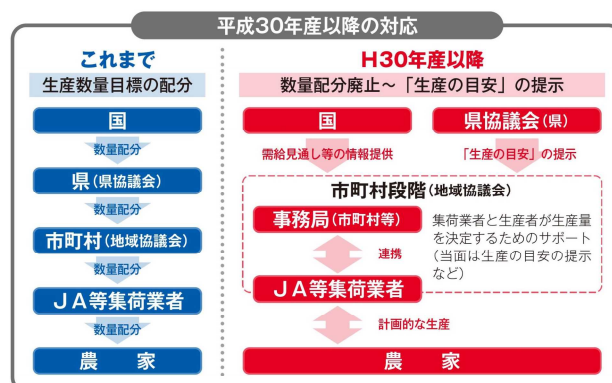 平成30年産以降の対応
これまで
生産数量目標の配分
国
数量配分
県(県協議会)
数量配分
市町村(地域協議会)
数量配分
JA等集荷業者
数量配分
農 家
H30年産以降
数量配分廃止~「生産の目安」の提示
国
県協議会(県)
需給見通し等の情報提供
「生産の目安」の提示
市町村段階(地域協議会)
事務局(市町村等)
連携
JA等集荷業者
集荷業者と生産者が生産量
を決定するためのサポート
(当面は生産の目安の提示
など)
計画的な生産
農 家